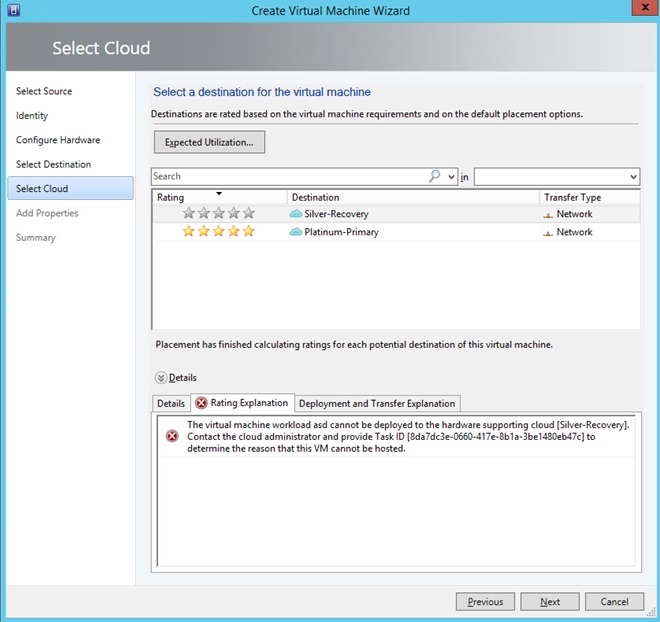 Create Virtual Machine Wizard
x
Select Cloud
Select Source
Identity
Configure Hardware
Select Destination
Select Cloud
Add Properties
Summary
Select a destination for the virtual machine
Destinations are rated based on the virtual machine requirements and on the default placement options.
Expected Utilization...
Search
in
Rating Destination Transfer Type
Silver-Recovery Network
Platinum-Primary Network
Placement has finished calculating ratings for each potential destination of this virtual machine.
Details
Details Rating Explanation Deployment and Transfer Explanation
The virtual machine workload asd cannot be deployed to the hardware supporting cloud [Silver-Recovery].
Contact the cloud administrator and provide Task ID [8da7dc3e-0660-417e-8b1a-3be1480eb47c] to
determine the reason that this VM cannot be hosted.
Previous Next Cancel